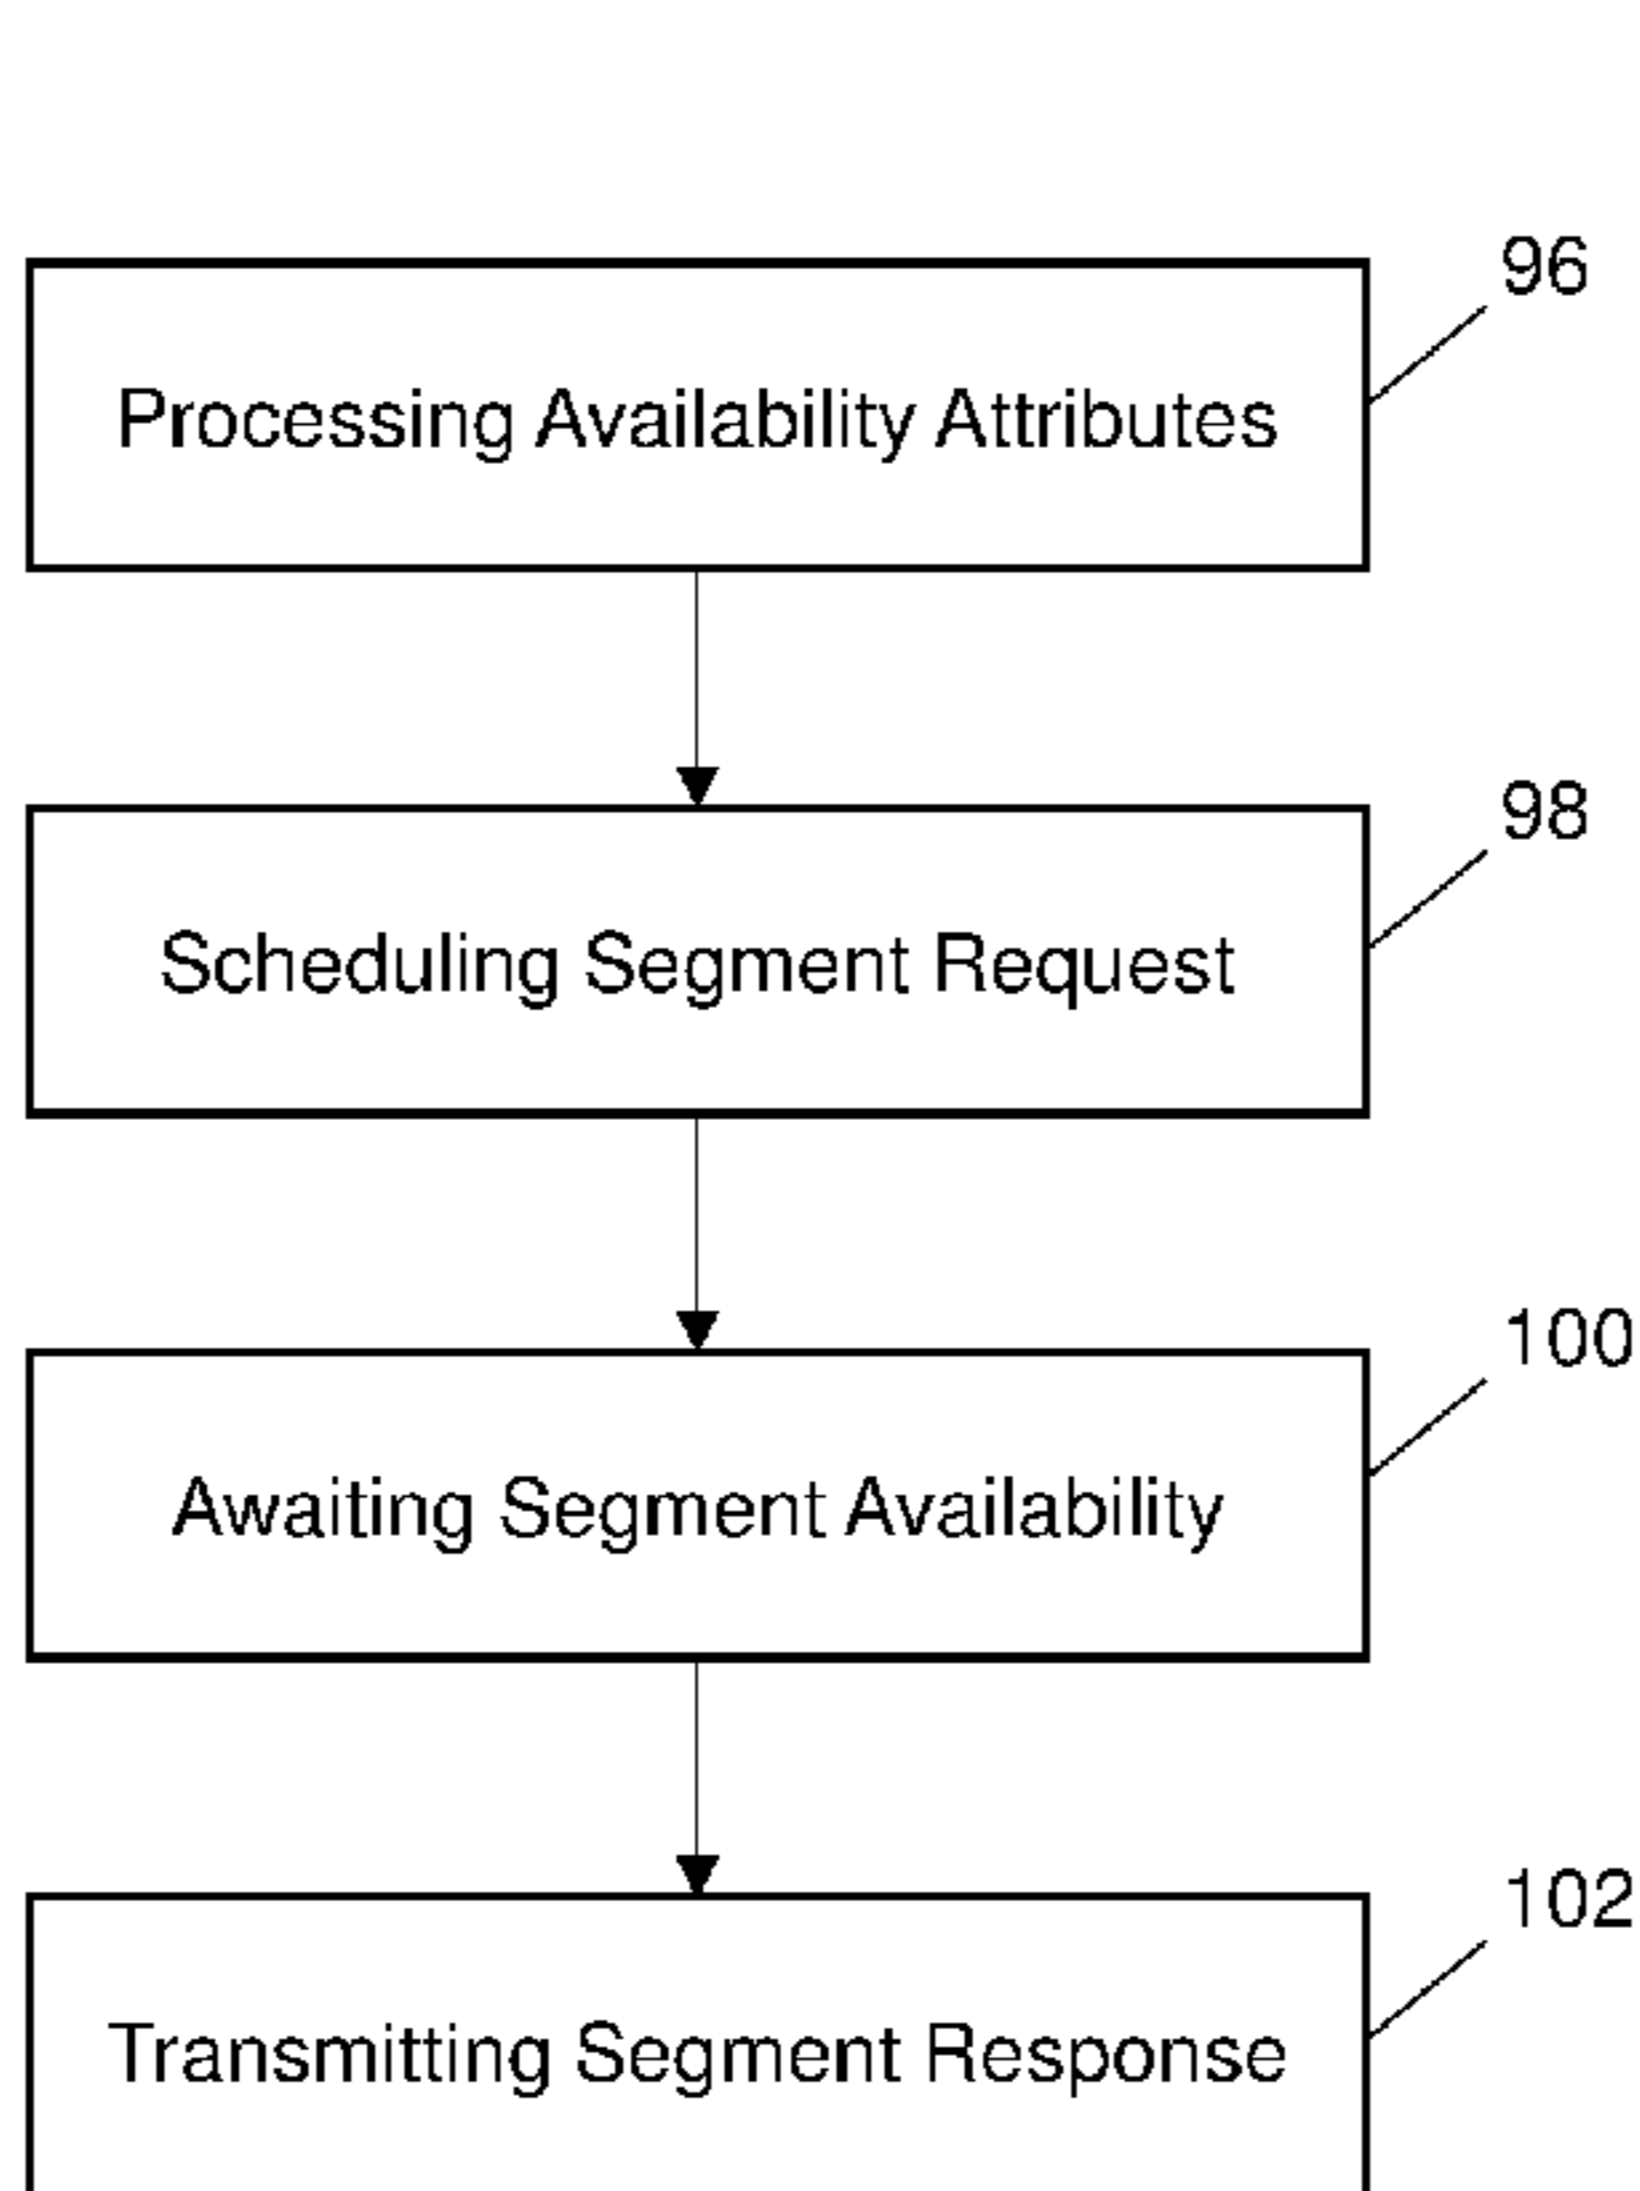 96
Processing Availability Attributes
98
Scheduling Segment Request
100
Awaiting Segment Availability
102
Transmitting Segment Response